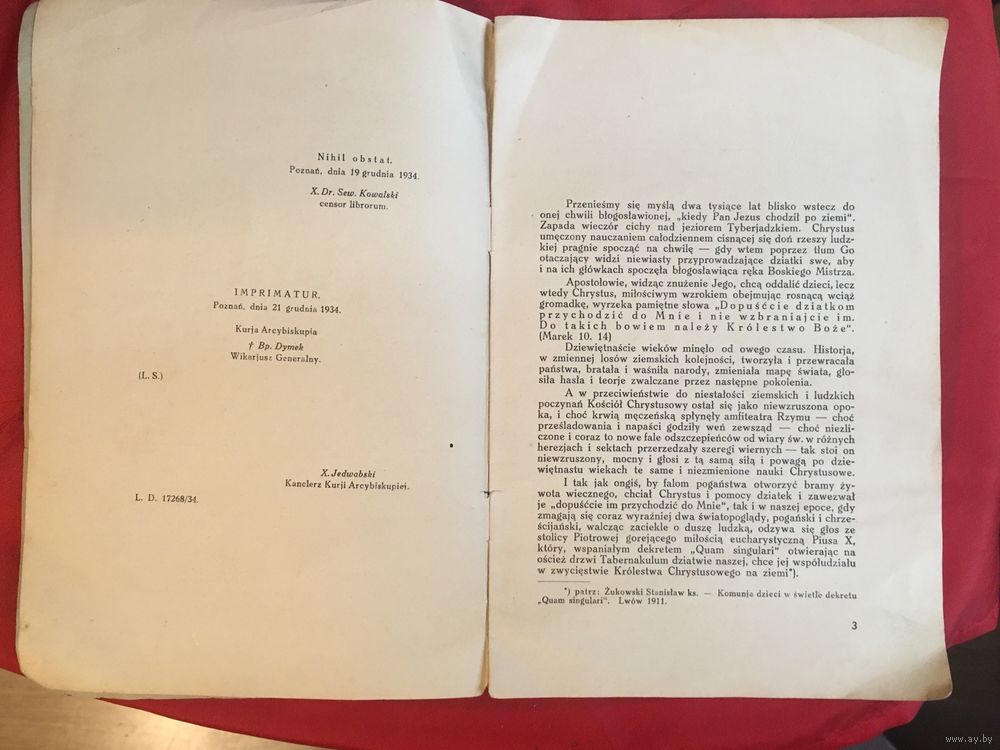 Nihil obstat.
Poznań, dnia 19 grudnia 1934.
X. Dr. Sew. Kowalski
censor librorum.
IMPRIMATUR.
Poznań, dnia 21 grudnia 1934.
Kurja Arcybiskupia
† Bp. Dymek
Wikarjusz Generalny.
(L. S.)
X. Jedwabski
Kanclerz Kurji Arcybiskupiej.
L. D. 17268/34.
Przenieśmy się myślą dwa tysiące lat blisko wstecz do
onej chwili błogosławionej, „kiedy Pan Jezus chodził po ziemi“.
Zapada wieczór cichy nad jeziorem Tyberjadzkiem. Chrystus
umęczony nauczaniem całodziennem cisnącej się doń rzeszy ludz-
kiej pragnie spocząć na chwilę — gdy wtem poprzez tłum Go
otaczający widzi niewiasty przyprowadzające dziatki swe, aby
i na ich główkach spoczęła błogosławiąca ręka Boskiego Mistrza.
Apostołowie, widząc znużenie Jego, chcą oddalić dzieci, lecz
wtedy Chrystus, miłościwym wzrokiem obejmując rosnącą wciąż
gromadkę, wyrzeka pamiętne słowa „Dopuśćcie dziatkom
przychodzić do Mnie i nie wzbraniajcie im.
Do takich bowiem należy Królestwo Boże“.
(Marek 10. 14)
Dziewiętnaście wieków minęło od owego czasu. Historja,
w zmiennej losów ziemskich kolejności, tworzyła i przewracała
państwa, bratała i waśniła narody, zmieniała mapę świata, gło-
siła hasła i teorje zwalczane przez następne pokolenia.
A w przeciwieństwie do niestałości ziemskich i ludzkich
poczynań Kościół Chrystusowy ostał się jako niewzruszona opo-
ka, i choć krwią męczeńską spłynęły amfiteatra Rzymu — choć
prześladowania i napaści godziły weń zewsząd — choć niezli-
czone i coraz to nowe fale odszczepieńców od wiary św. w różnych
herezjach i sektach przerzedzały szeregi wiernych — tak stoi on
niewzruszony, mocny i głosi z tą samą siłą i powagą po dzie-
więtnastu wiekach te same i niezmienione nauki Chrystusowe.
I tak jak ongiś, by falom pogaństwa otworzyć bramy ży-
wota wiecznego, chciał Chrystus i pomocy dziatek i zawezwał
je „dopuśćcie im przychodzić do Mnie“, tak i w naszej epoce, gdy
zmagają się coraz wyraźniej dwa światopoglądy, pogański i chrze-
ścijański, walcząc zaciekle o duszę ludzką, odzywa się głos ze
stolicy Piotrowej gorejącego miłością eucharystyczną Piusa X,
który, wspaniałym dekretem „Quam singulari“ otwierając na
oścież drzwi Tabernakulum dziatwie naszej, chce jej współudziału
w zwycięstwie Królestwa Chrystusowego na ziemi*).
*) patrz: Żukowski Stanisław ks. — Komunja dzieci w świetle dekretu
„Quam singulari“. Lwów 1911.
3
www.ay.by